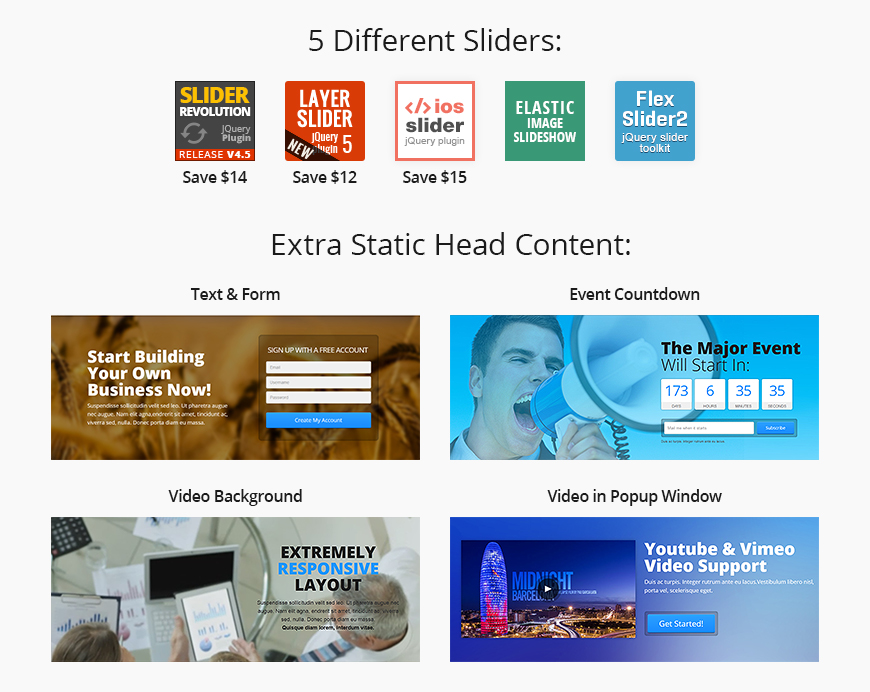 5 Different Sliders:
SLIDER
REVOLUTION
jQuery
Plugin
RELEASE V4.5
LAYER
SLIDER
jQuery
plugin 5
NEW
</> ios
slider
jQuery plugin
ELASTIC
IMAGE
SLIDESHOW
Flex
Slider2
jQuery slider
toolkit
Save $14
Save $12
Save $15
Extra Static Head Content:
Text & Form
Event Countdown
Start Building
Your Own
Business Now!
Suspendisse sollicitudin velit sed leo. Ut pharetra augue
nec augue. Nam elit agna,endrerit sit amet, tincidunt ac,
viverra sed, nulla. Donec porta diam eu massa.
SIGN UP WITH A FREE ACCOUNT
Email
Username
Password
Create My Account
The Major Event
Will Start In:
173 6 35 35
DAYS HOURS MINUTES SECONDS
Mail me when it starts
Subscribe
Duis ac turpis. Integer rutrum ante eu lacus.
Video Background
Video in Popup Window
EXTREMELY
RESPONSIVE
LAYOUT
Suspendisse sollicitudin velit sed leo. Ut pharetra augue nec
augue. Nam elit agna, endrerit sit amet, tincidunt ac, viverra
sed, nulla. Donec porta diam eu massa.
Quisque diam lorem, interdum vitae.
MIDNIGHT
BARCELONA
Youtube & Vimeo
Video Support
Duis ac turpis. Integer rutrum ante eu lacus.Vestibulum libero nisl,
porta vel, scelerisque eget.
Get Started!